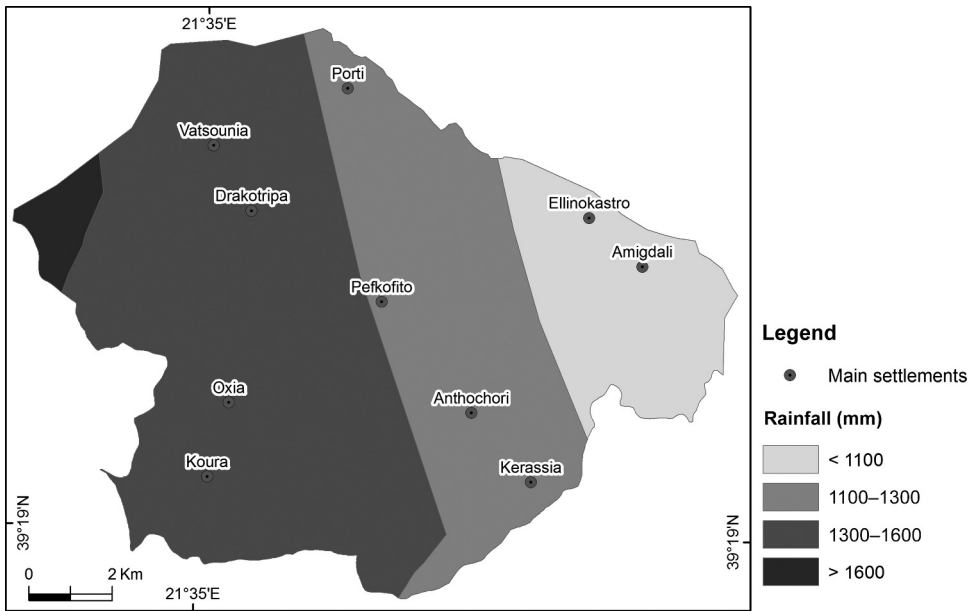 21°35'E
Porti
Vatsounia
Drakotripa
Ellinokastro
Amigdali
Pefkofito
Oxia
Anthochori
Koura
Kerassia
39°19'N
39°19'N
0 2 Km
21°35'E
Legend
Main settlements
Rainfall (mm)
< 1100
1100–1300
1300–1600
> 1600